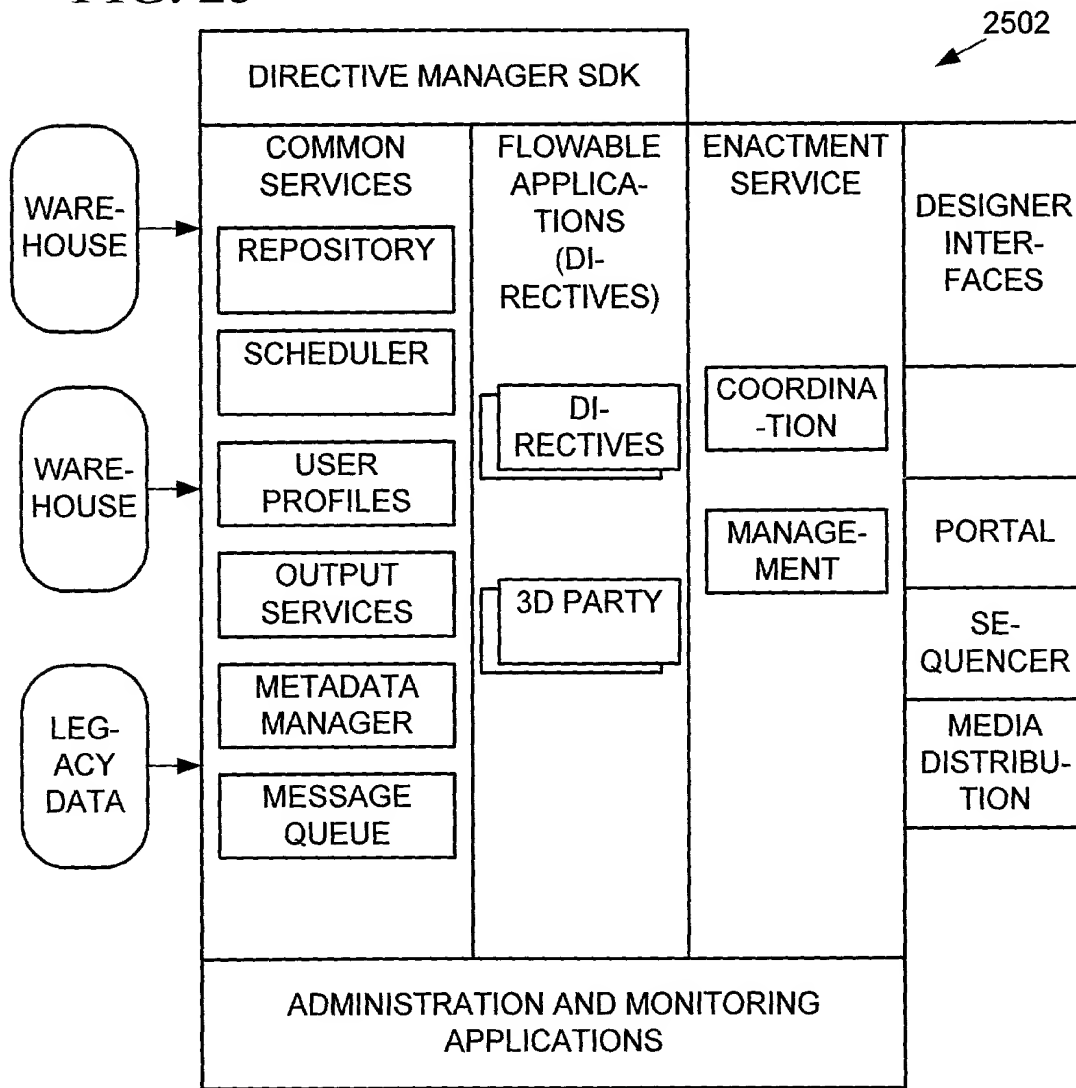 2502
DIRECTIVE MANAGER SDK
WARE-
HOUSE
WARE-
HOUSE
LEG-
ACY
DATA
COMMON
SERVICES
REPOSITORY
SCHEDULER
USER
PROFILES
OUTPUT
SERVICES
METADATA
MANAGER
MESSAGE
QUEUE
FLOWABLE
APPLICA-
TIONS
(DI-
RECTIVES)
DI-
RECTIVES
3D PARTY
ENACTMENT
SERVICE
COORDINA
-TION
MANAGE-
MENT
DESIGNER
INTER-
FACES
PORTAL
SE-
QUENCER
MEDIA
DISTRIBU-
TION
ADMINISTRATION AND MONITORING
APPLICATIONS